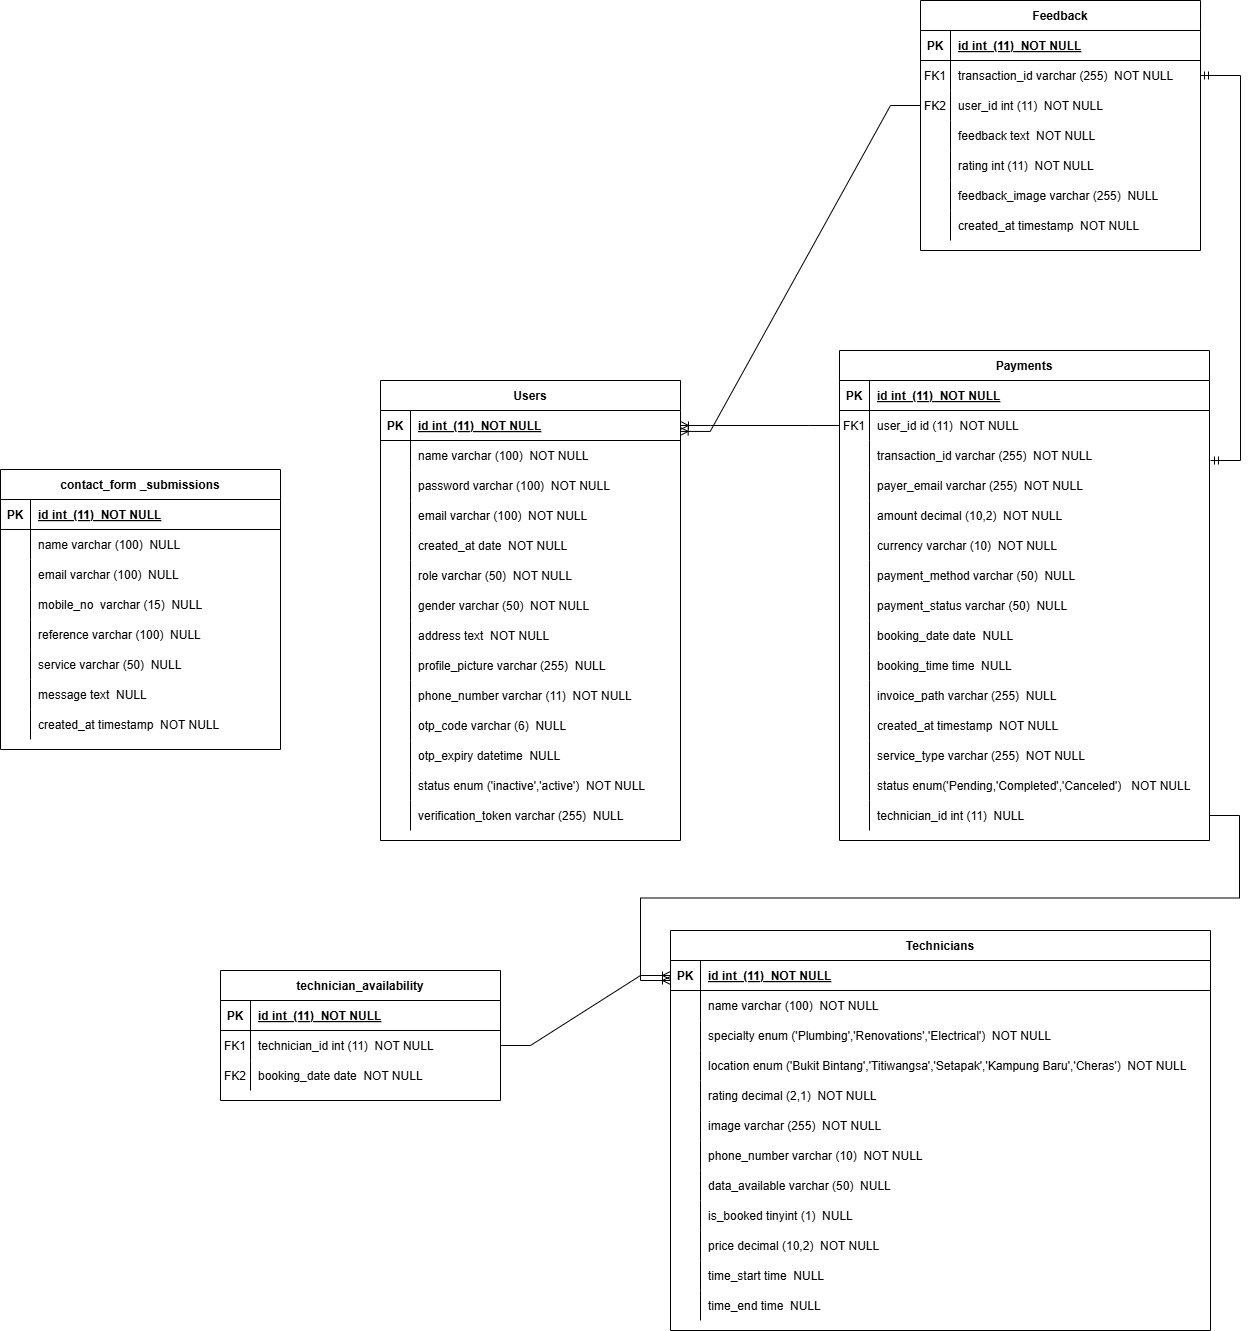 Feedback
PK id int (11) NOT NULL
FK1 transaction_id varchar (255) NOT NULL
FK2 user_id int (11) NOT NULL
feedback text NOT NULL
rating int (11) NOT NULL
feedback_image varchar (255) NULL
created_at timestamp NOT NULL
Users
PK id int (11) NOT NULL
name varchar (100) NOT NULL
password varchar (100) NOT NULL
email varchar (100) NOT NULL
created_at date NOT NULL
role varchar (50) NOT NULL
gender varchar (50) NOT NULL
address text NOT NULL
profile_picture varchar (255) NULL
phone_number varchar (11) NOT NULL
otp_code varchar (6) NULL
otp_expiry datetime NULL
status enum ('inactive','active') NOT NULL
verification_token varchar (255) NULL
Payments
PK id int (11) NOT NULL
FK1 user_id id (11) NOT NULL
transaction_id varchar (255) NOT NULL
payer_email varchar (255) NOT NULL
amount decimal (10,2) NOT NULL
currency varchar (10) NOT NULL
payment_method varchar (50) NULL
payment_status varchar (50) NULL
booking_date date NULL
booking_time time NULL
invoice_path varchar (255) NULL
created_at timestamp NOT NULL
service_type varchar (255) NOT NULL
status enum('Pending,'Completed','Canceled') NOT NULL
technician_id int (11) NULL
contact_form _submissions
PK id int (11) NOT NULL
name varchar (100) NULL
email varchar (100) NULL
mobile_no varchar (15) NULL
reference varchar (100) NULL
service varchar (50) NULL
message text NULL
created_at timestamp NOT NULL
technician_availability
PK id int (11) NOT NULL
FK1 technician_id int (11) NOT NULL
FK2 booking_date date NOT NULL
Technicians
PK id int (11) NOT NULL
name varchar (100) NOT NULL
specialty enum ('Plumbing','Renovations','Electrical') NOT NULL
location enum ('Bukit Bintang','Titiwangsa','Setapak','Kampung Baru','Cheras') NOT NULL
rating decimal (2,1) NOT NULL
image varchar (255) NOT NULL
phone_number varchar (10) NOT NULL
data_available varchar (50) NULL
is_booked tinyint (1) NULL
price decimal (10,2) NOT NULL
time_start time NULL
time_end time NULL